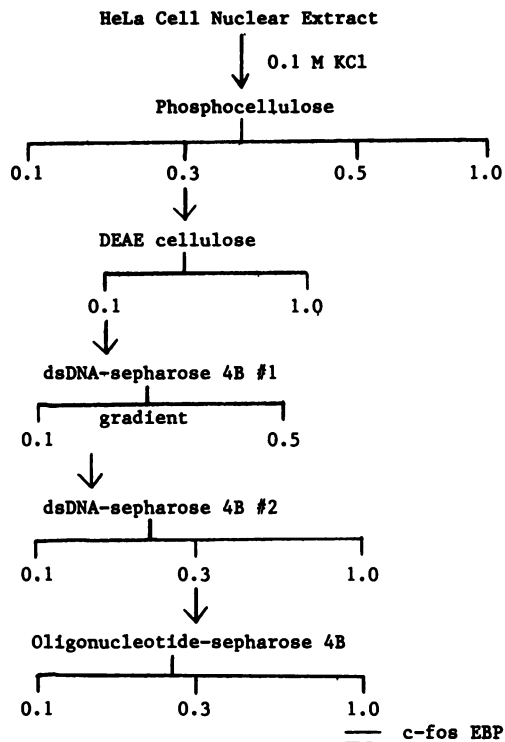 HeLa Cell Nuclear Extract
0.1 M KCl
Phosphocellulose
0.1 0.3 0.5 1.0
DEAE cellulose
0.1 1.0
dsDNA-sepharose 4B #1
gradient
0.1 0.5
dsDNA-sepharose 4B #2
0.1 0.3 1.0
Oligonucleotide-sepharose 4B
0.1 0.3 1.0
c-fos EBP